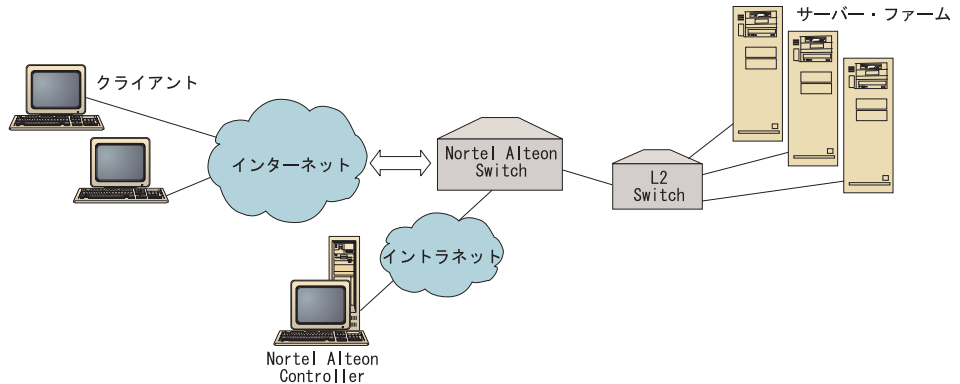 サーバー・ファーム
クライアント
インターネット
Nortel Alteon
Switch
L2
Switch
イントラネット
Nortel Alteon
Controller